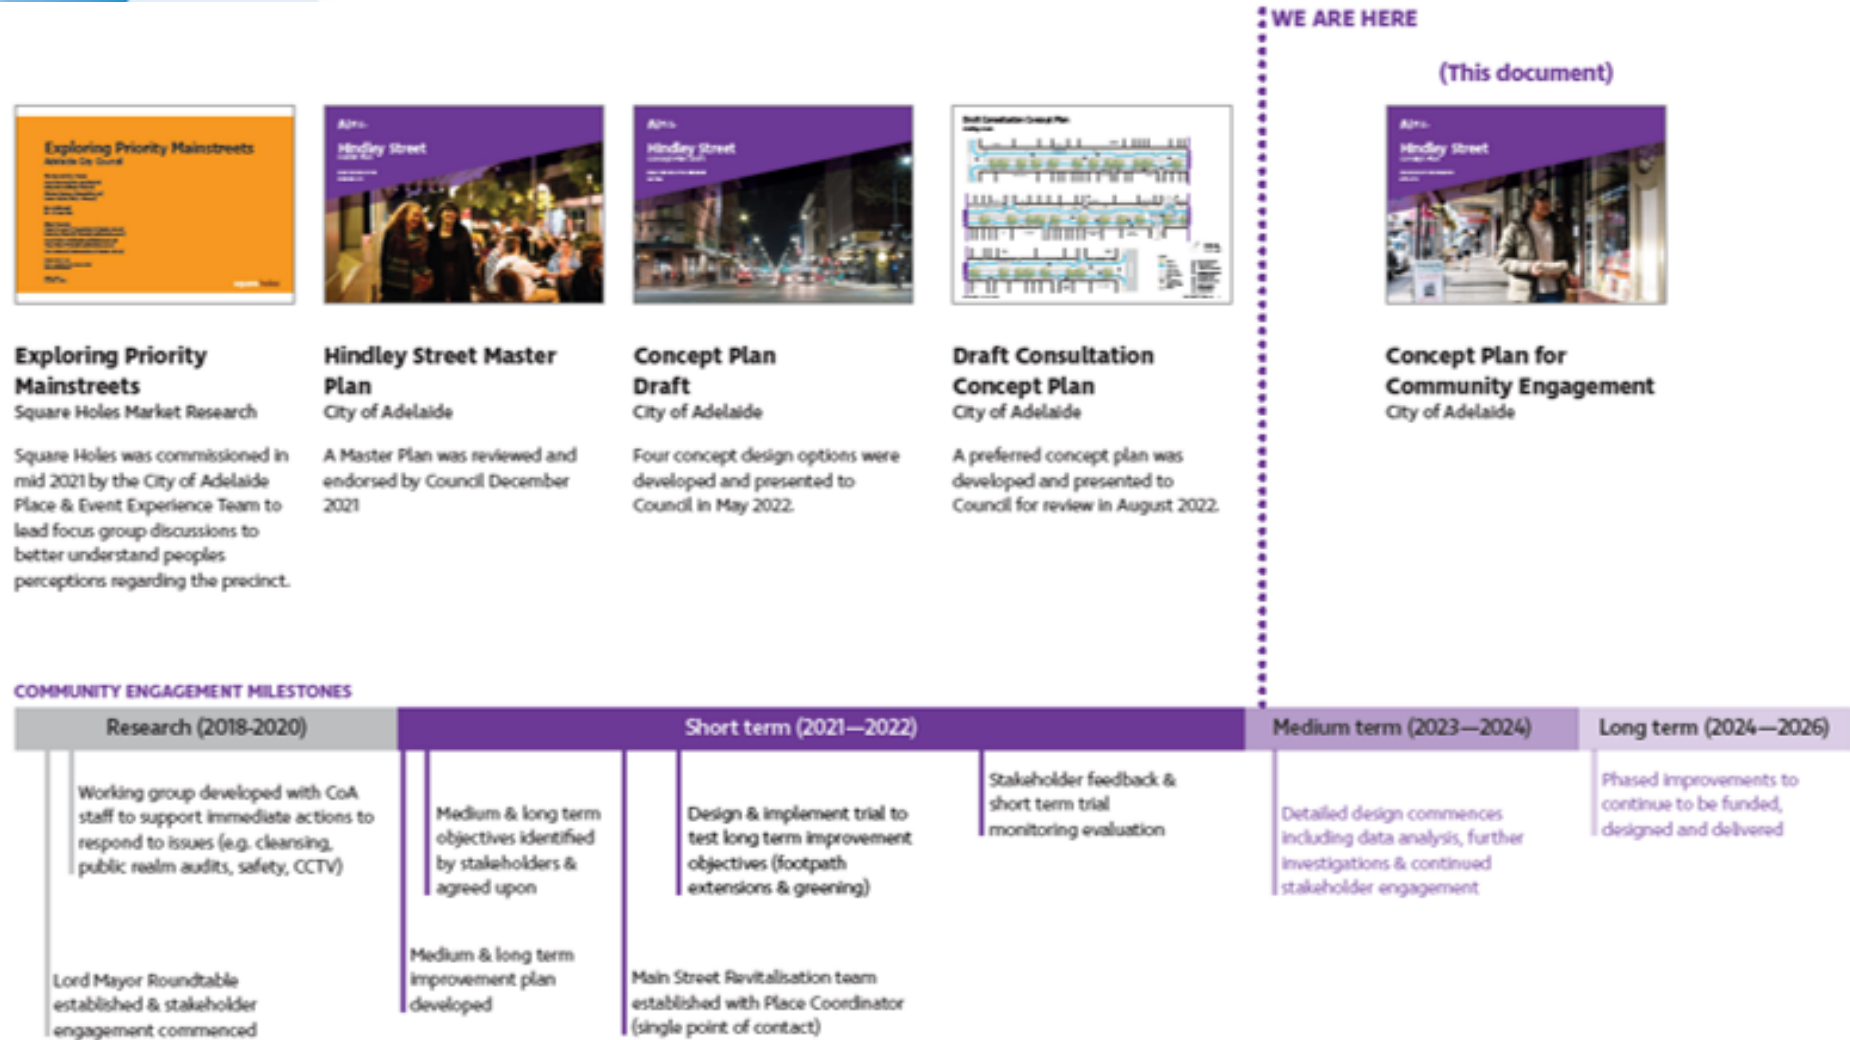 WE ARE HERE
(This document)
Exploring Priority Mainstreets
Adelaide City Council
square holes
Hindley Street
Hindley Street
Draft Consultation Concept Plan
Hindley Street
Exploring Priority
Mainstreets
Square Holes Market Research
Square Holes was commissioned in
mid 2021 by the City of Adelaide
Place & Event Experience Team to
lead focus group discussions to
better understand peoples
perceptions regarding the precinct.
Hindley Street Master
Plan
City of Adelaide
A Master Plan was reviewed and
endorsed by Council December
2021
Concept Plan
Draft
City of Adelaide
Four concept design options were
developed and presented to
Council in May 2022.
Draft Consultation
Concept Plan
City of Adelaide
A preferred concept plan was
developed and presented to
Council for review in August 2022.
Concept Plan for
Community Engagement
City of Adelaide
COMMUNITY ENGAGEMENT MILESTONES
Research (2018-2020)
Short term (2021—2022)
Medium term (2023—2024)
Long term (2024—2026)
Working group developed with CoA
staff to support immediate actions to
respond to issues (e.g. cleansing,
public realm audits, safety, CCTV)
Lord Mayor Roundtable
established & stakeholder
engagement commenced
Medium & long term
objectives identified
by stakeholders &
agreed upon
Medium & long term
improvement plan
developed
Design & implement trial to
test long term improvement
objectives (footpath
extensions & greening)
Main Street Revitalisation team
established with Place Coordinator
(single point of contact)
Stakeholder feedback &
short term trial
monitoring evaluation
Detailed design commences
including data analysis, further
investigations & continued
stakeholder engagement
Phased improvements to
continue to be funded,
designed and delivered